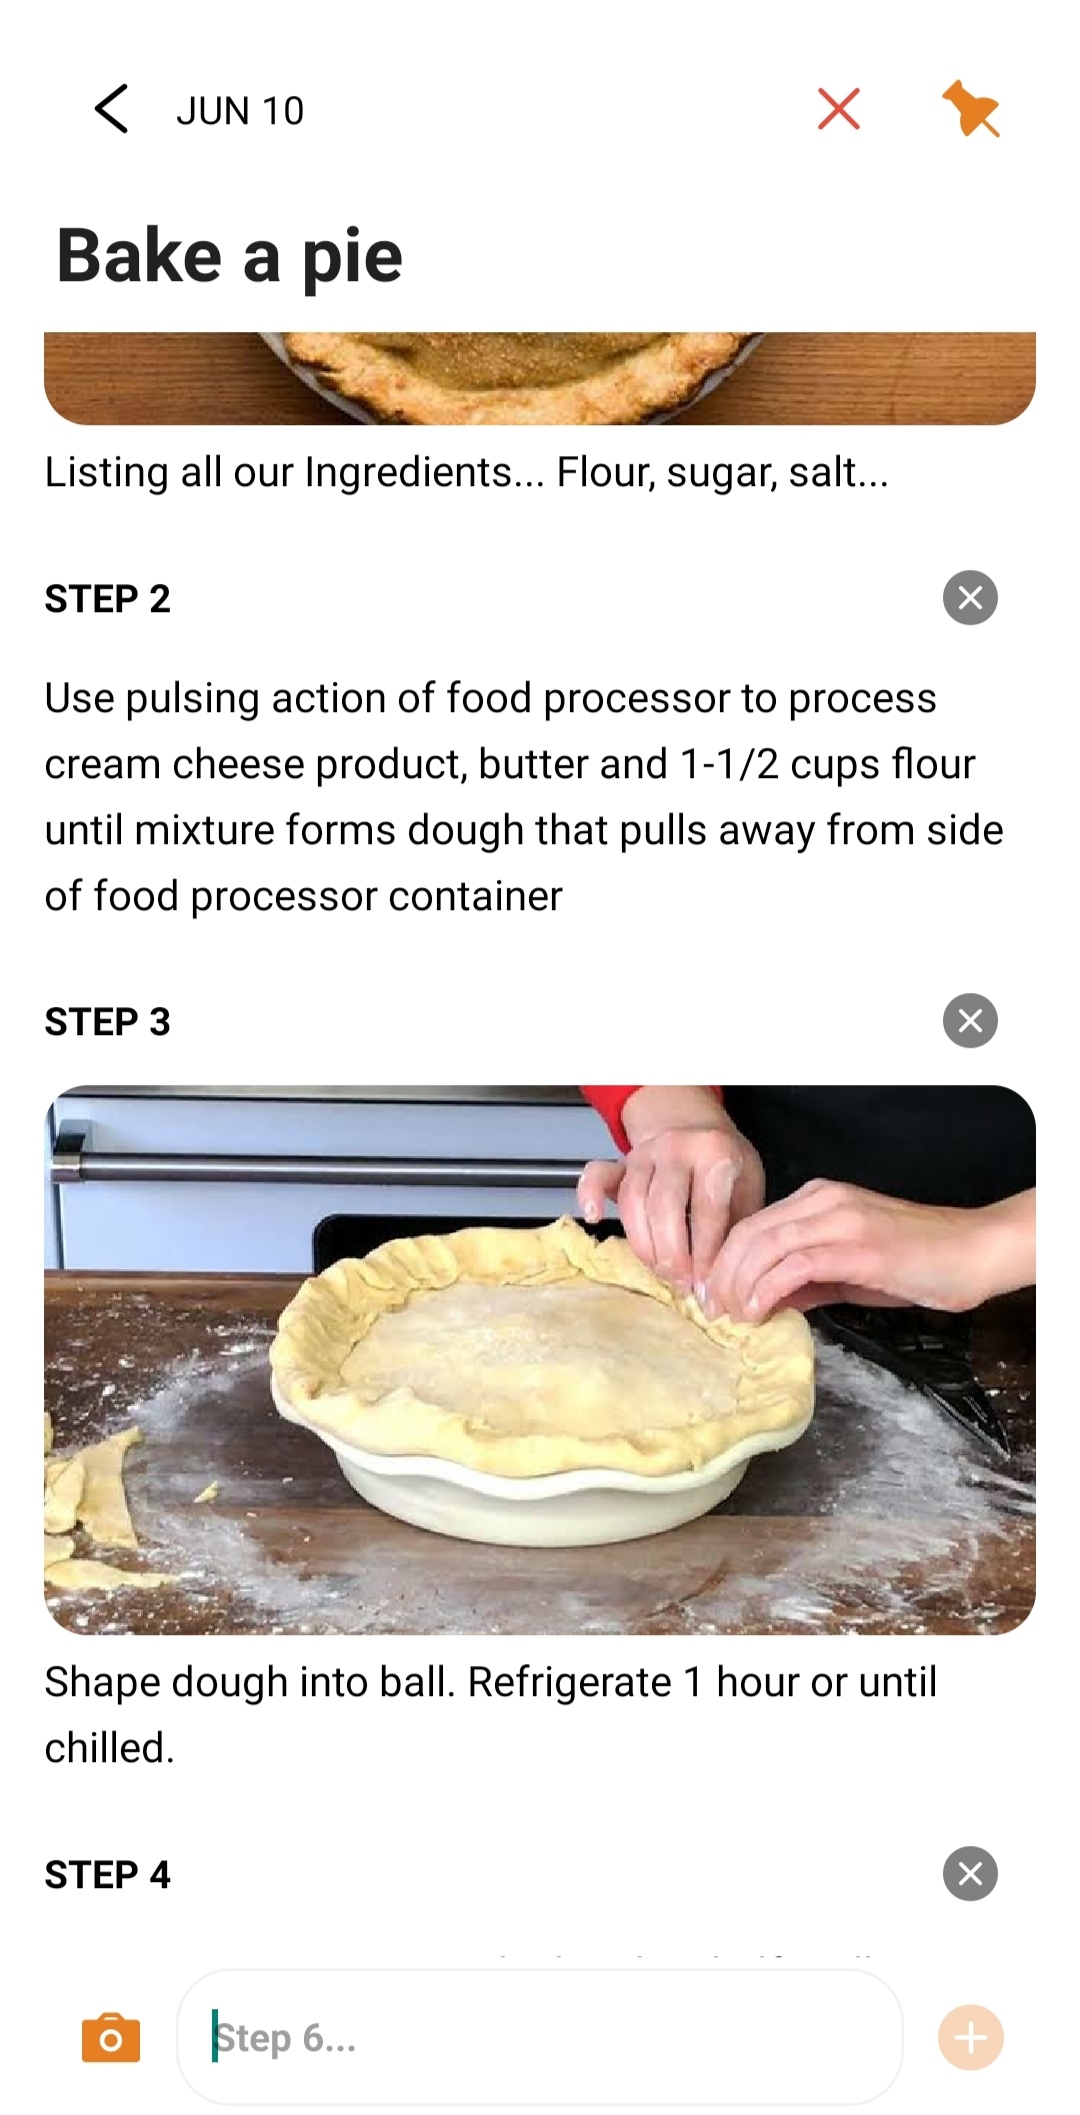 JUN 10
Bake a pie
Listing all our Ingredients... Flour, sugar, salt...
STEP 2
Use pulsing action of food processor to process
cream cheese product, butter and 1-1/2 cups flour
until mixture forms dough that pulls away from side
of food processor container
STEP 3
Shape dough into ball. Refrigerate 1 hour or until
chilled.
STEP 4
Step 6...